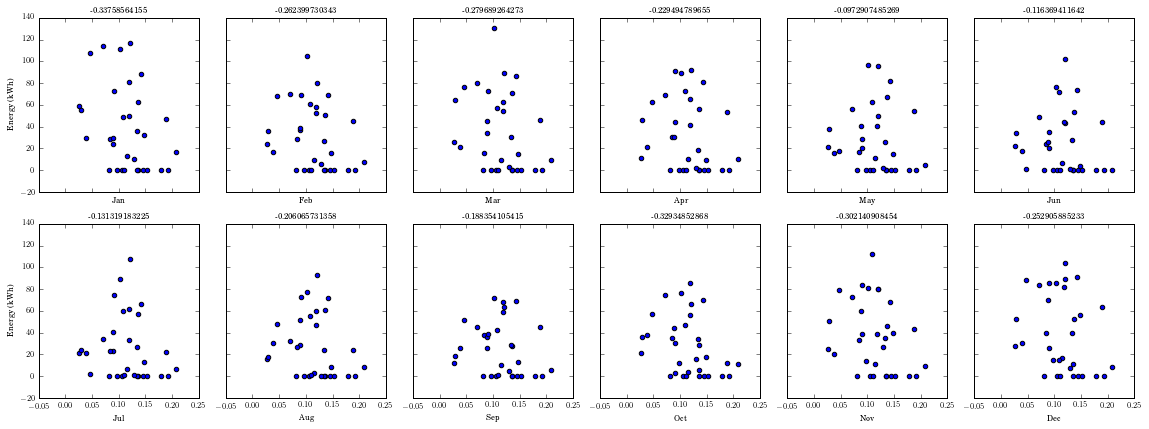 -0.33758564155 -0.262399730343 -0.279689264273 -0.229494789655 -0.0972907485269 -0.116369411642
140
120
100
80
60
40
20
0
−20
Energy (kWh)
Jan Feb Mar Apr May Jun
-0.131319183225 -0.206065731358 -0.188354105415 -0.32934852868 -0.302140908454 -0.252905885233
140
120
100
80
60
40
20
0
−20
Energy (kWh)
−0.05 0.00 0.05 0.10 0.15 0.20 0.25 −0.05 0.00 0.05 0.10 0.15 0.20 0.25 −0.05 0.00 0.05 0.10 0.15 0.20 0.25 −0.05 0.00 0.05 0.10 0.15 0.20 0.25 −0.05 0.00 0.05 0.10 0.15 0.20 0.25 −0.05 0.00 0.05 0.10 0.15 0.20 0.25
Jul Aug Sep Oct Nov Dec